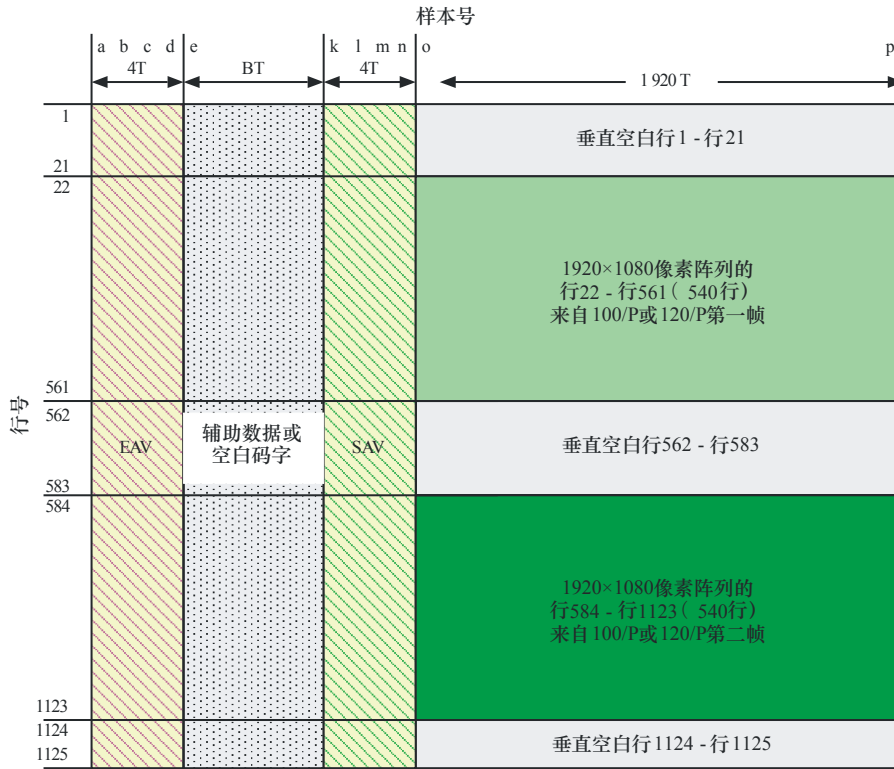 样本号
a b c d e k l m n o p
4T BT 4T 1 920 T
1
垂直空白行1 - 行21
21
22
1920×1080像素阵列的
行22 - 行561( 540行)
来自100/P或120/P第一帧
561
562
行号
EAV
辅助数据或
空白码字
SAV
垂直空白行562 - 行583
583
584
1920×1080像素阵列的
行584 - 行1123( 540行)
来自100/P或120/P第二帧
1123
1124
垂直空白行1124 - 行1125
1125